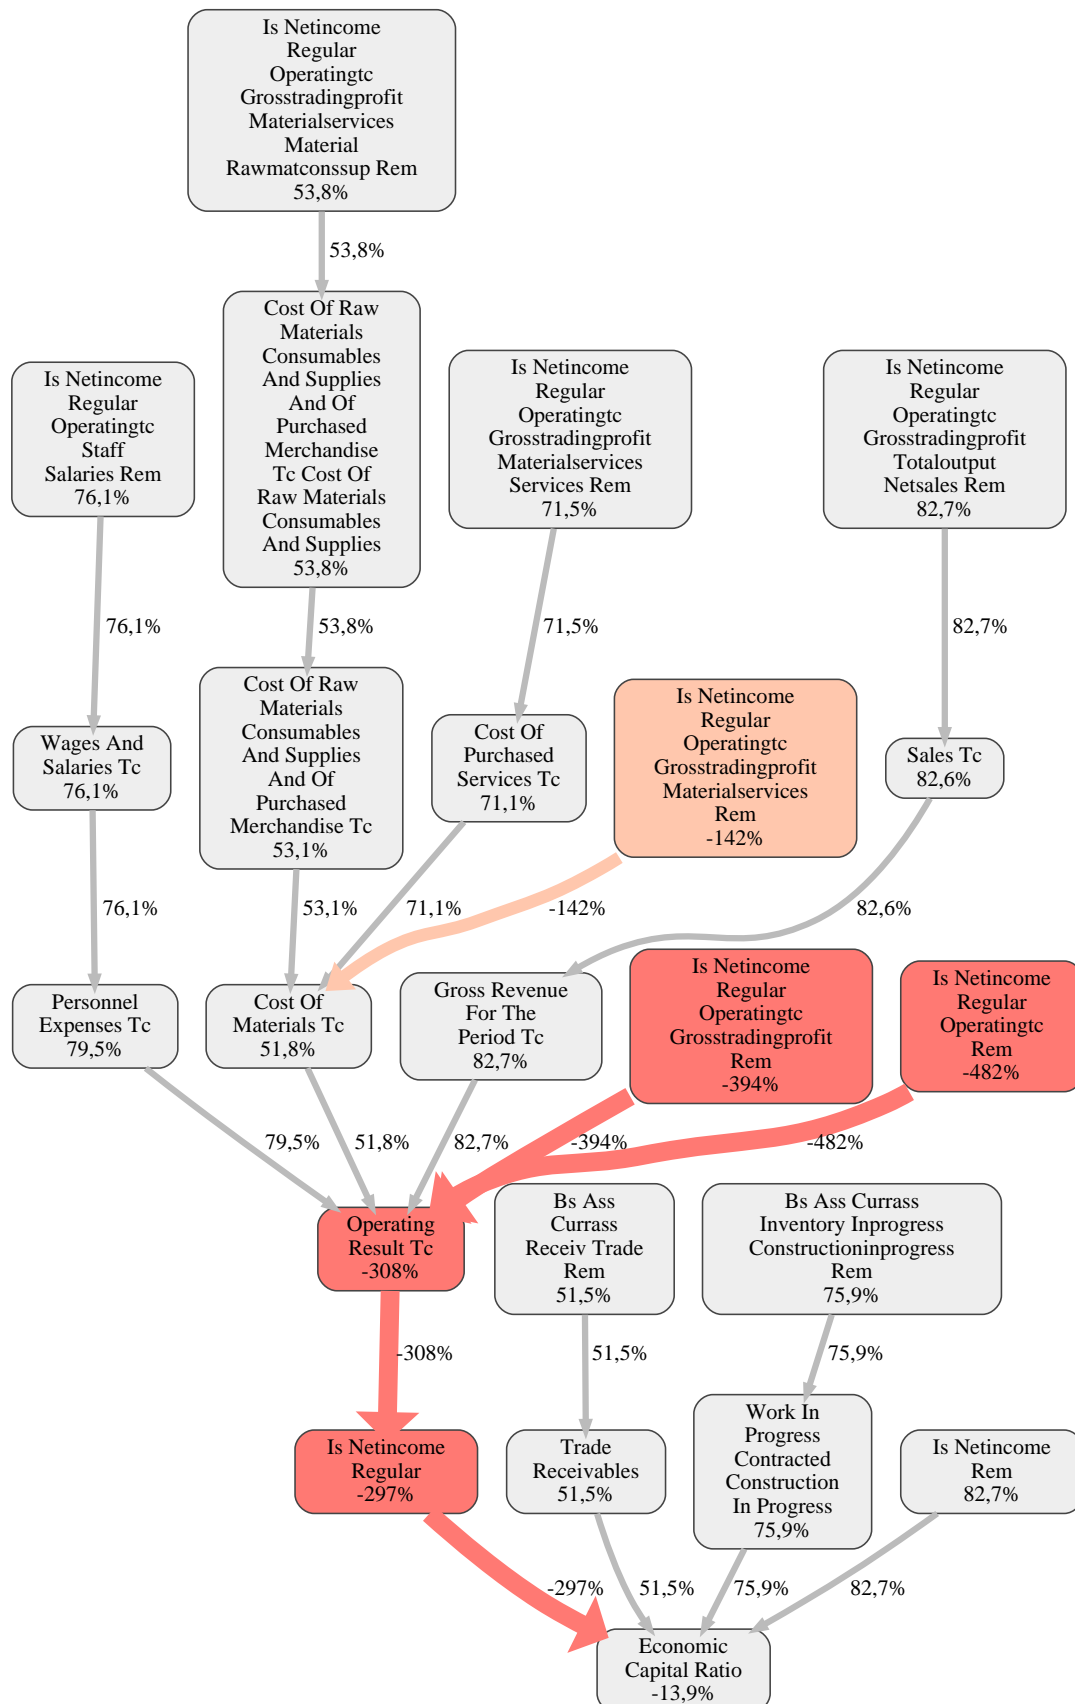 Is Netincome
Regular
Operatingtc
Grosstradingprofit
Materialservices
Material
Rawmatconssup Rem
53,8%
53,8%
Cost Of Raw
Materials
Consumables
And Supplies
And Of
Purchased
Merchandise
Tc Cost Of
Raw Materials
Consumables
And Supplies
53,8%
Is Netincome
Regular
Operatingtc
Staff
Salaries Rem
76,1%
Is Netincome
Regular
Operatingtc
Grosstradingprofit
Materialservices
Services Rem
71,5%
Is Netincome
Regular
Operatingtc
Grosstradingprofit
Totaloutput
Netsales Rem
82,7%
76,1%
53,8%
71,5%
82,7%
Wages And
Salaries Tc
76,1%
Cost Of Raw
Materials
Consumables
And Supplies
And Of
Purchased
Merchandise Tc
53,1%
Cost Of
Purchased
Services Tc
71,1%
Is Netincome
Regular
Operatingtc
Grosstradingprofit
Materialservices
Rem
-142%
Sales Tc
82,6%
76,1%
53,1%
71,1%
-142%
82,6%
Personnel
Expenses Tc
79,5%
Cost Of
Materials Tc
51,8%
Gross Revenue
For The
Period Tc
82,7%
Is Netincome
Regular
Operatingtc
Grosstradingprofit
Rem
-394%
Is Netincome
Regular
Operatingtc
Rem
-482%
79,5%
51,8%
82,7%
-394%
-482%
Operating
Result Tc
-308%
Bs Ass
Currass
Receiv Trade
Rem
51,5%
Bs Ass Currass
Inventory Inprogress
Constructioninprogress
Rem
75,9%
-308%
51,5%
75,9%
Is Netincome
Regular
-297%
Trade
Receivables
51,5%
Work In
Progress
Contracted
Construction
In Progress
75,9%
Is Netincome
Rem
82,7%
-297%
51,5%
75,9%
82,7%
Economic
Capital Ratio
-13,9%